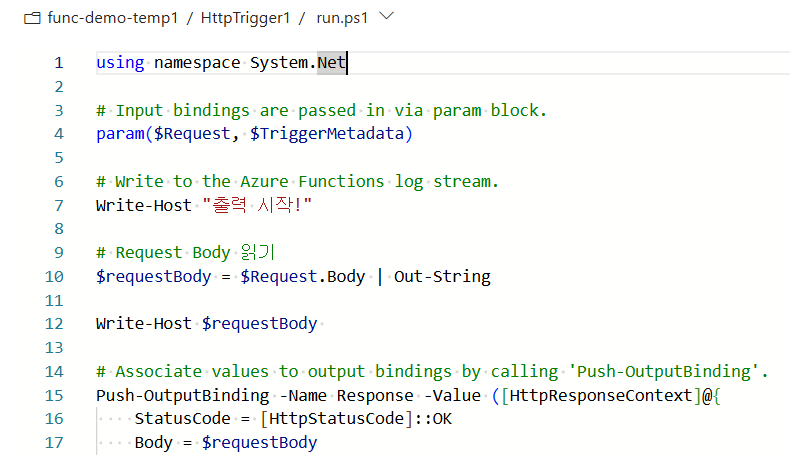 func-demo-temp1 / HttpTrigger1 / run.ps1
1 using namespace System.Net
2
3 # Input bindings are passed in via param block.
4 param($Request, $TriggerMetadata)
5
6 # Write to the Azure Functions log stream.
7 Write-Host "출력 시작!"
8
9 # Request Body 읽기
10 $requestBody = $Request.Body | Out-String
11
12 Write-Host $requestBody
13
14 # Associate values to output bindings by calling 'Push-OutputBinding'.
15 Push-OutputBinding -Name Response -Value ([HttpResponseContext]@{
16     StatusCode = [HttpStatusCode]::OK
17     Body = $requestBody